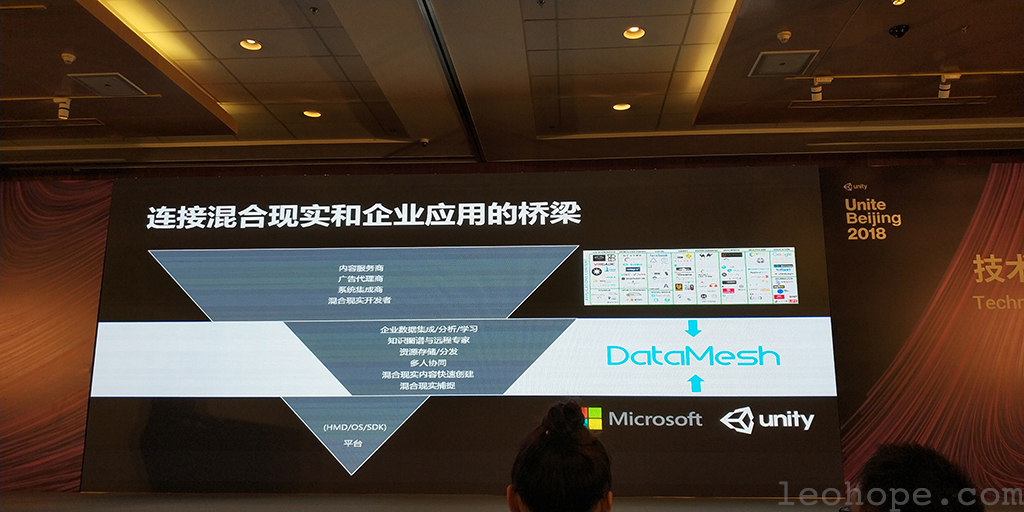 连接混合现实和企业应用的桥梁
内容服务商
广告代理商
系统集成商
混合现实开发者
企业数据集成/分析/学习
知识图谱与远程专家
资源存储/分发
多人协同
混合现实内容快速创建
混合现实捕捉
(HMD/OS/SDK)
平台
DataMesh
Microsoft
unity
unity
Unite
Beijing
2018
技术
Techn
leohope.com